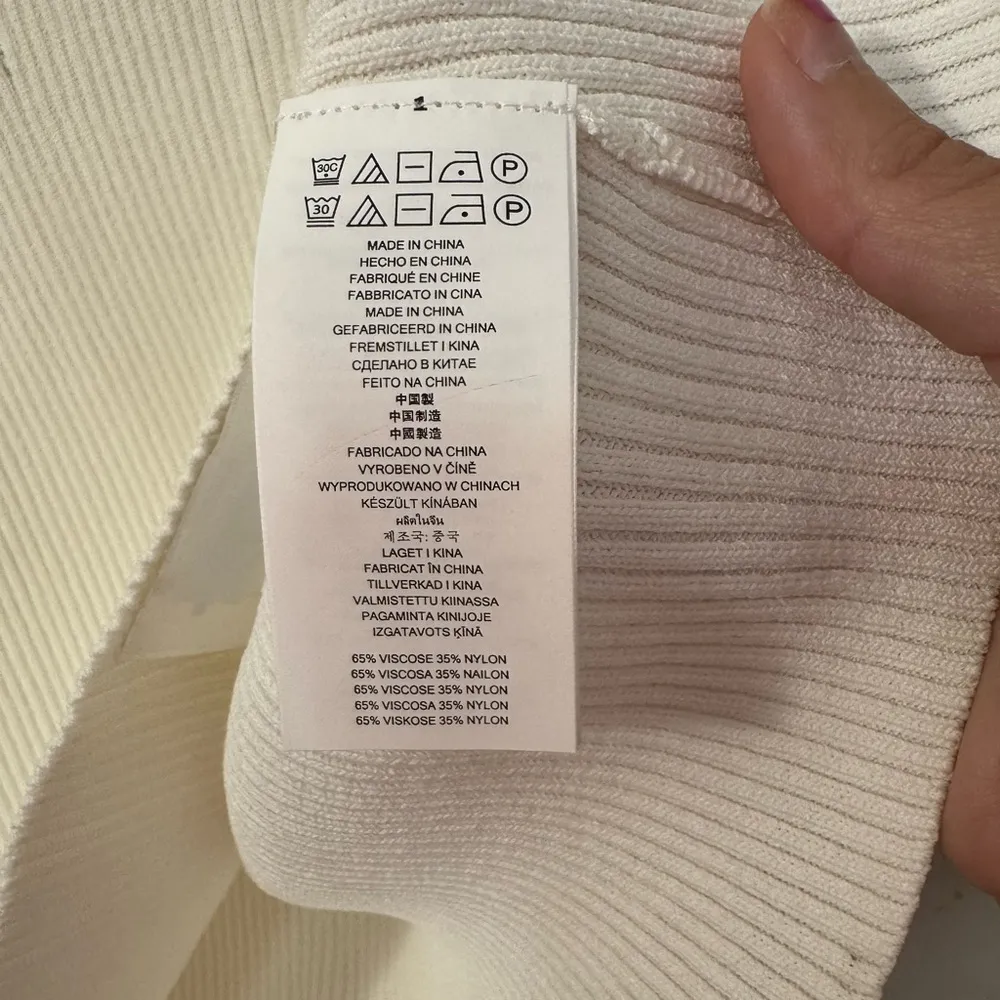 30C P
30 P
MADE IN CHINA
HECHO EN CHINA
FABRIQUÉ EN CHINE
FABBRICATO IN CINA
MADE IN CHINA
GEFABRICEERD IN CHINA
FREMSTILLET I KINA
СДЕЛАНО В КИТАЕ
FEITO NA CHINA
中国製
中国制造
中國製造
FABRICADO NA CHINA
VYROBENO V ČÍNĚ
WYPRODUKOWANO W CHINACH
KÉSZÜLT KÍNÁBAN
ผลิตในจีน
제조국: 중국
LAGET I KINA
FABRICAT ÎN CHINA
TILLVERKAD I KINA
VALMISTETTU KIINASSA
PAGAMINTA KINIJOJE
IZGATAVOTS ĶĪNĀ
65% VISCOSE 35% NYLON
65% VISCOSA 35% NAILON
65% VISCOSE 35% NYLON
65% VISCOSA 35% NYLON
65% VISKOSE 35% NYLON